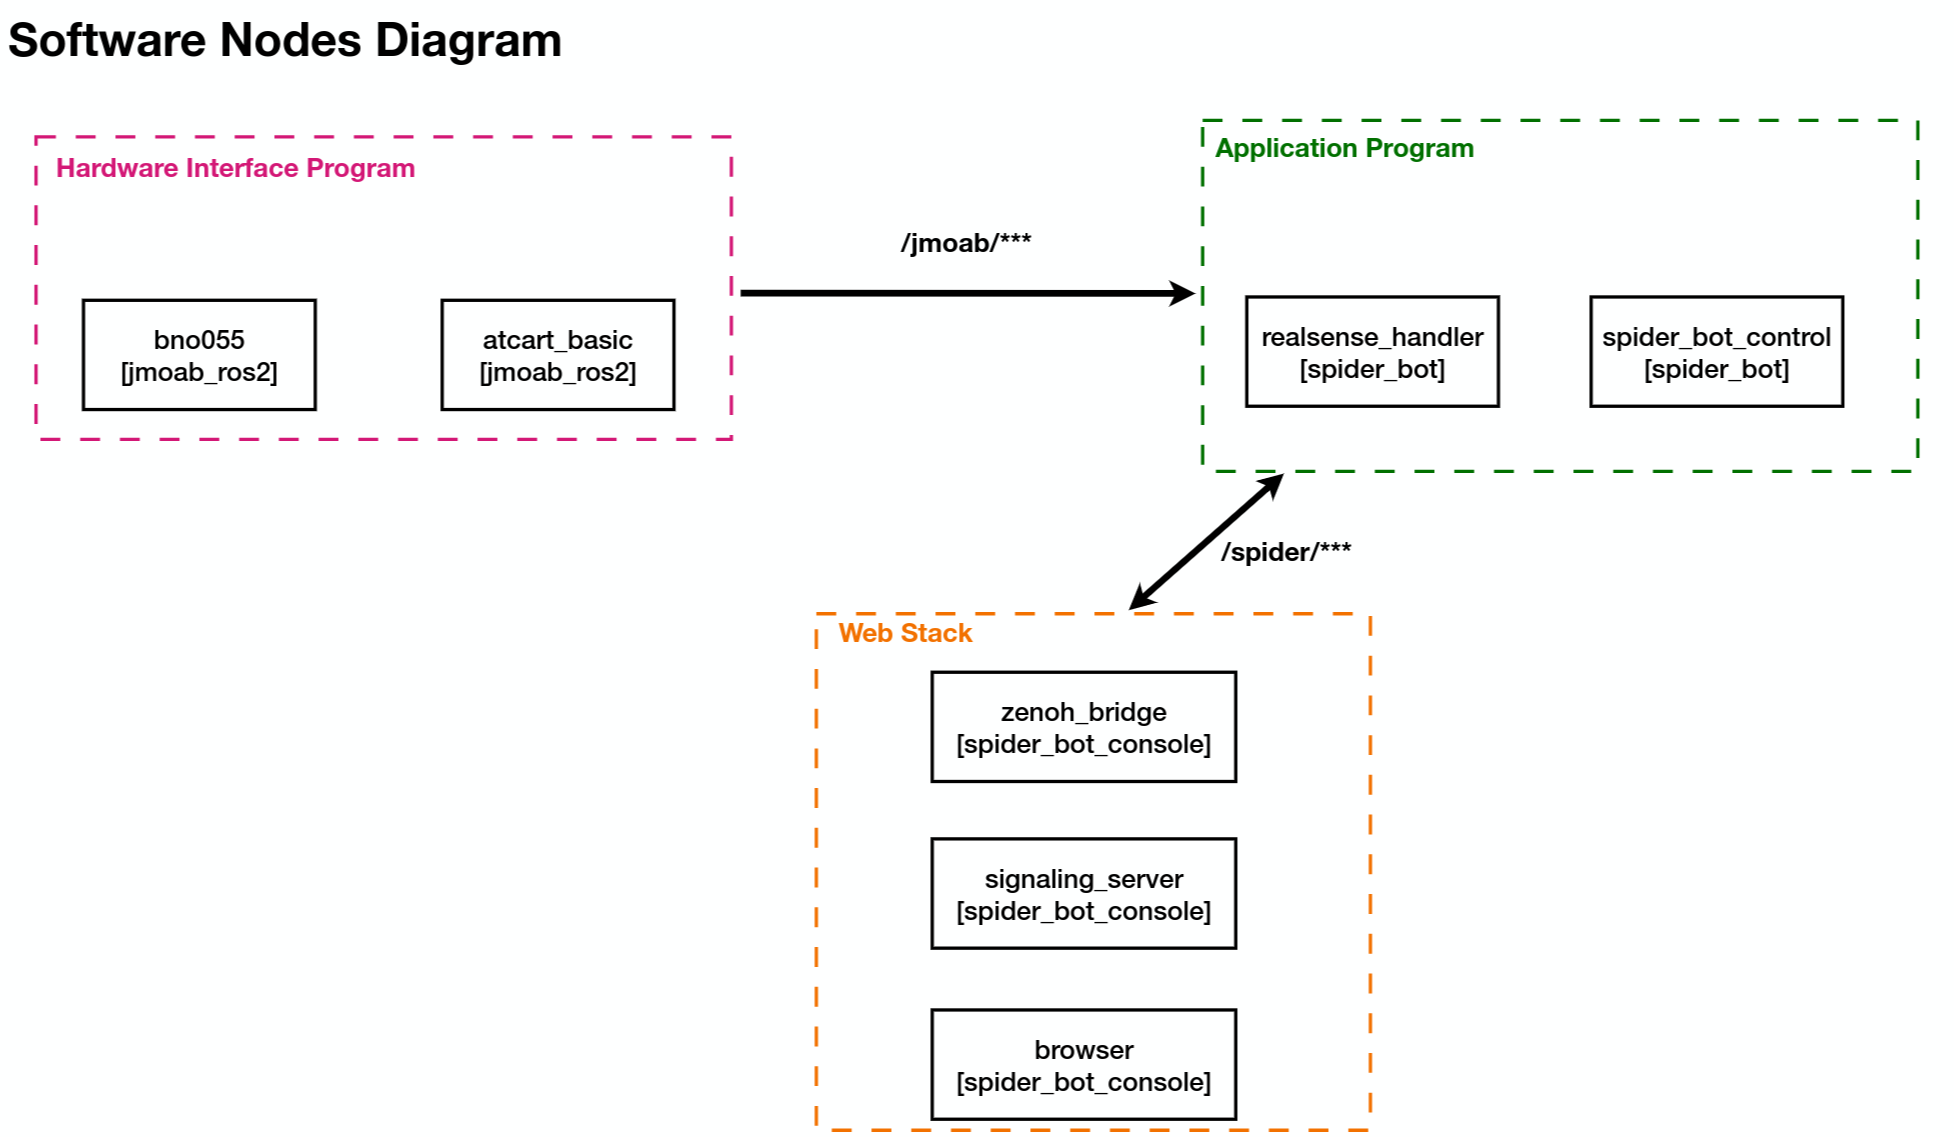 Software Nodes Diagram
Hardware Interface Program
bno055
[jmoab_ros2]
atcart_basic
[jmoab_ros2]
/jmoab/***
Application Program
realsense_handler
[spider_bot]
spider_bot_control
[spider_bot]
/spider/***
Web Stack
zenoh_bridge
[spider_bot_console]
signaling_server
[spider_bot_console]
browser
[spider_bot_console]